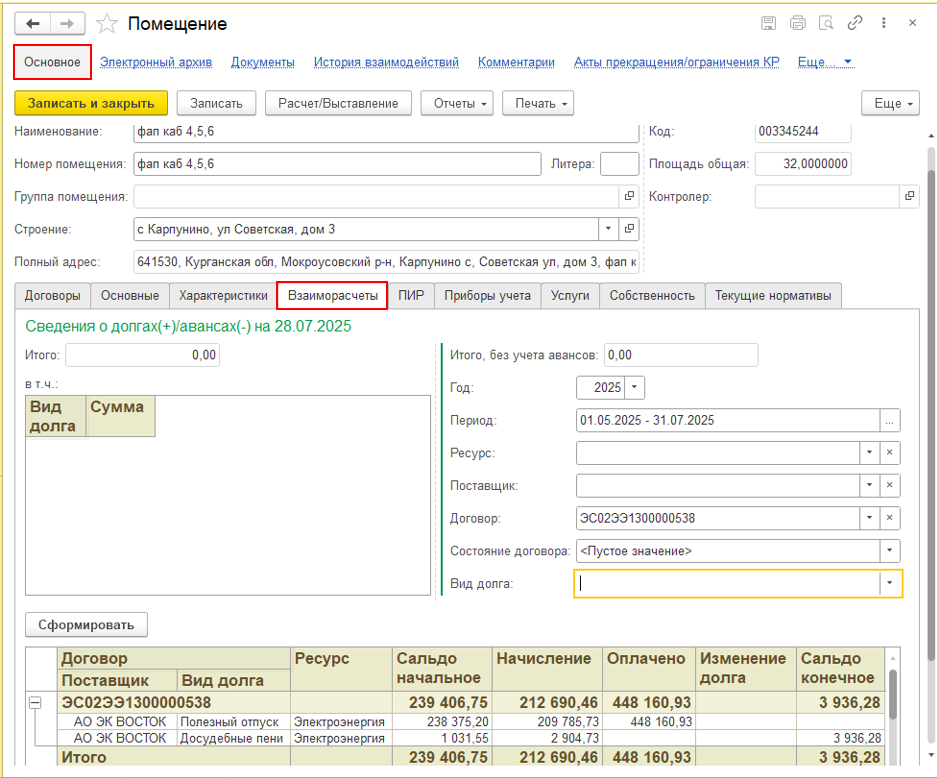 Помещение
Основное Электронный архив Документы История взаимодействий Комментарии Акты прекращения/ограничения КР Еще...
Записать и закрыть Записать Расчет/Выставление Отчеты Печать Еще
Наименование: фап каб 4,5,6 Код: 003345244
Номер помещения: фап каб 4,5,6 Литера: Площадь общая: 32,0000000
Группа помещения: Контролер:
Строение: с Карпунино, ул Советская, дом 3
Полный адрес: 641530, Курганская обл, Мокроусовский р-н, Карпунино с, Советская ул, дом 3, фап к
Договоры Основные Характеристики Взаиморасчеты ПИР Приборы учета Услуги Собственность Текущие нормативы
Сведения о долгах(+)/авансах(-) на 28.07.2025
Итого: 0,00 Итого, без учета авансов: 0,00
в т.ч.:
Вид долга Сумма
Год: 2025
Период: 01.05.2025 - 31.07.2025 ...
Ресурс:
Поставщик:
Договор: ЭС02ЭЭ1300000538
Состояние договора: <Пустое значение>
Вид долга:
Сформировать
Договор Ресурс Сальдо начальное Начисление Оплачено Изменение долга Сальдо конечное
Поставщик Вид долга
ЭС02ЭЭ1300000538 239 406,75 212 690,46 448 160,93 3 936,28
АО ЭК ВОСТОК Полезный отпуск Электроэнергия 238 375,20 209 785,73 448 160,93
АО ЭК ВОСТОК Досудебные пени Электроэнергия 1 031,55 2 904,73 3 936,28
Итого 239 406,75 212 690,46 448 160,93 3 936,28